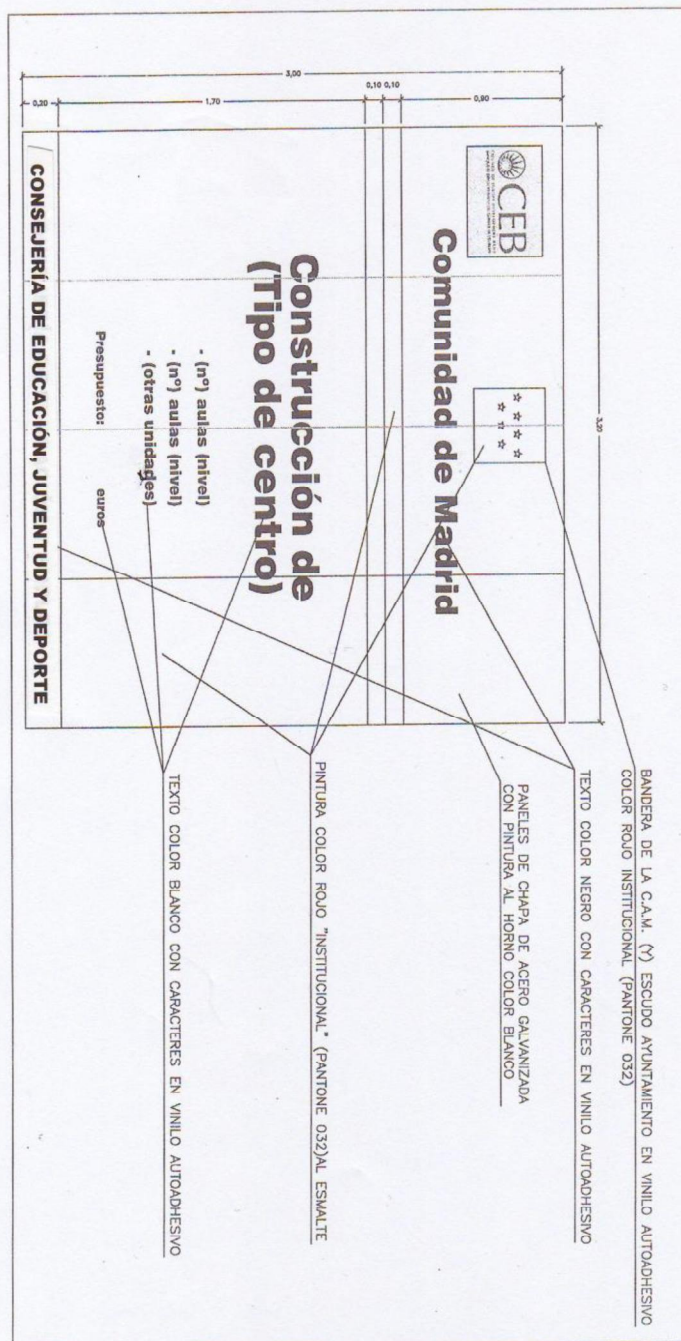 3,00
0,20
1,70
0,10
0,10
0,90
3,20
CEB
Comunidad de Madrid
Construcción de
(Tipo de centro)
- (nº) aulas (nivel)
- (nº) aulas (nivel)
- (otras unidades)
Presupuesto: euros
CONSEJERÍA DE EDUCACIÓN, JUVENTUD Y DEPORTE
BANDERA DE LA C.A.M. (Y) ESCUDO AYUNTAMIENTO EN VINILO AUTOADHESIVO
COLOR ROJO INSTITUCIONAL (PANTONE 032)
TEXTO COLOR NEGRO CON CARACTERES EN VINILO AUTOADHESIVO
PANELES DE CHAPA DE ACERO GALVANIZADA
CON PINTURA AL HORNO COLOR BLANCO
PINTURA COLOR ROJO "INSTITUCIONAL" (PANTONE 032)AL ESMALTE
TEXTO COLOR BLANCO CON CARACTERES EN VINILO AUTOADHESIVO